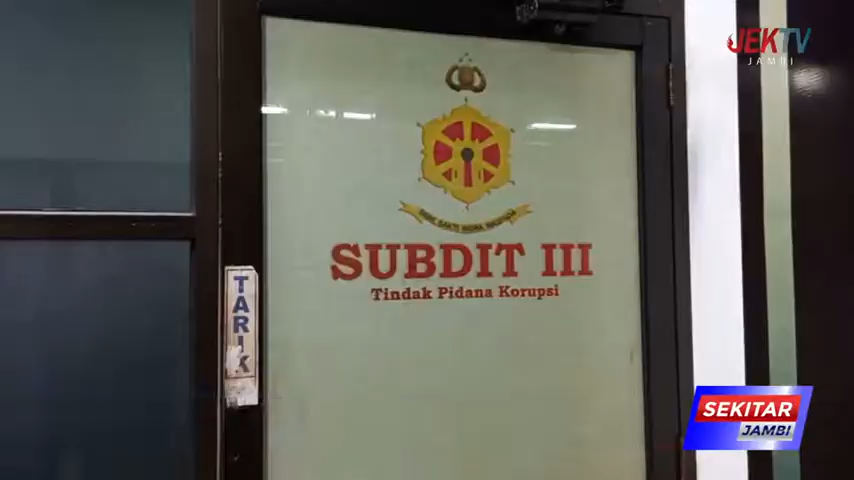 JEKTV
JAMBI
SUBDIT III
Tindak Pidana Korupsi
TARIK
SEKITAR
JAMBI